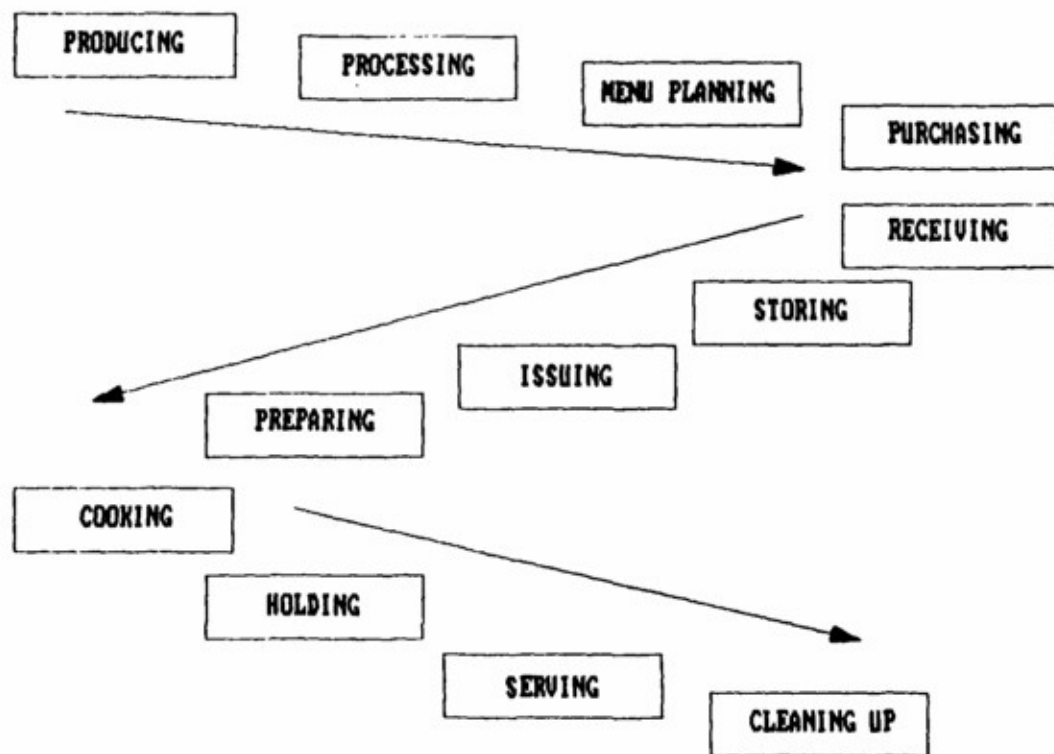 PRODUCING
PROCESSING
MENU PLANNING
PURCHASING
RECEIVING
STORING
ISSUING
PREPARING
COOKING
HOLDING
SERVING
CLEANING UP